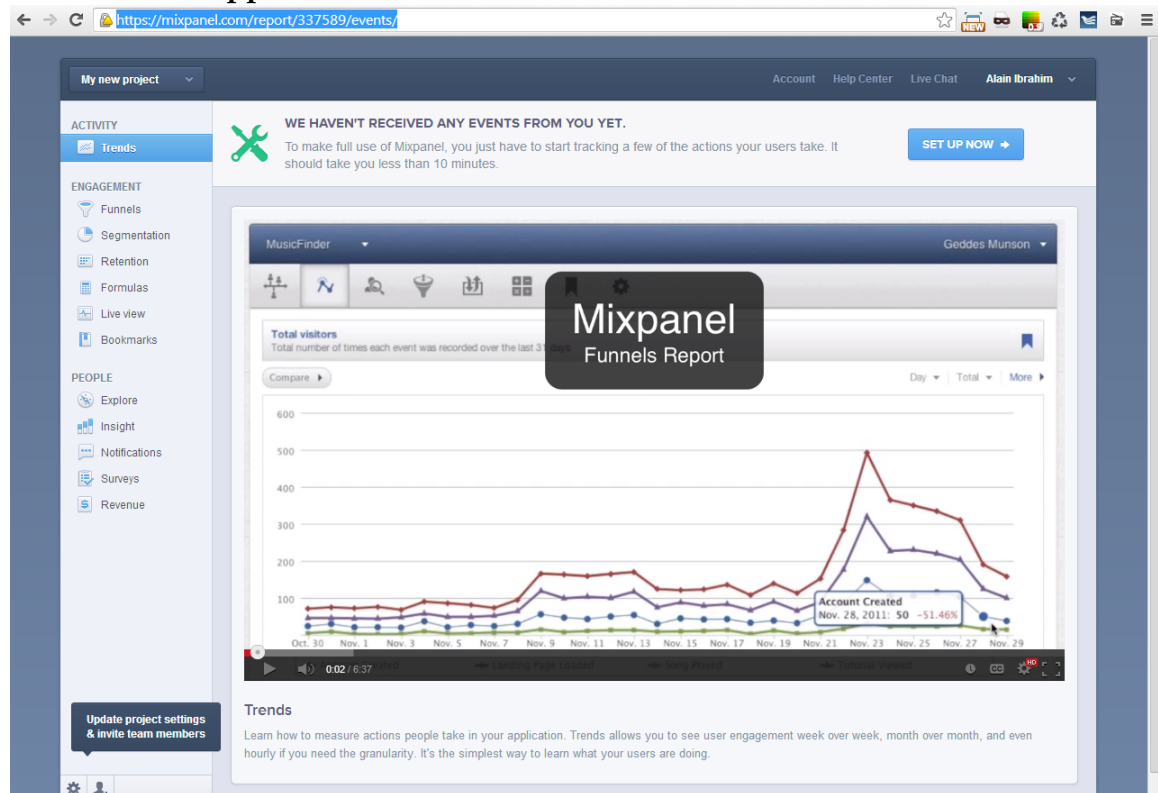 https://mixpanel.com/report/337589/events/
NEW
My new project
Account Help Center Live Chat Alain Ibrahim
ACTIVITY
Trends
ENGAGEMENT
Funnels
Segmentation
Retention
Formulas
Live view
Bookmarks
PEOPLE
Explore
Insight
Notifications
Surveys
Revenue
Update project settings
& invite team members
WE HAVEN'T RECEIVED ANY EVENTS FROM YOU YET.
To make full use of Mixpanel, you just have to start tracking a few of the actions your users take. It
should take you less than 10 minutes.
SET UP NOW
MusicFinder Geddes Munson
Mixpanel
Funnels Report
Total visitors
Total number of times each event was recorded over the last 31 days
Compare Day Total More
600
500
400
300
200
100
Account Created
Nov. 28, 2011: 50 -51.46%
Oct. 30 Nov. 1 Nov. 3 Nov. 5 Nov. 7 Nov. 9 Nov. 11 Nov. 13 Nov. 15 Nov. 17 Nov. 19 Nov. 21 Nov. 23 Nov. 25 Nov. 27 Nov. 29
Landing Page Loaded Song Played Tutorial Viewed
0:02 / 6:37 CC HD
Trends
Learn how to measure actions people take in your application. Trends allows you to see user engagement week over week, month over month, and even
hourly if you need the granularity. It's the simplest way to learn what your users are doing.